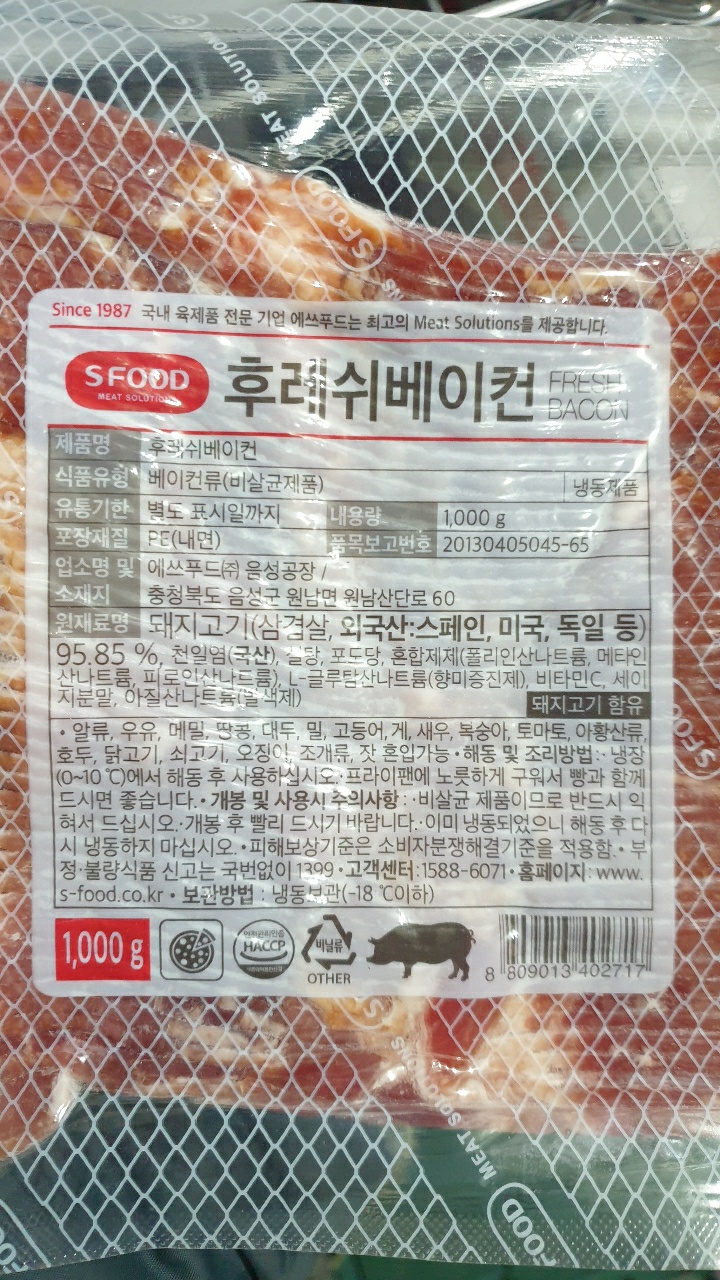 MEAT SOLUTIONS
SFOOD
Since 1987 국내 육제품 전문 기업 에쓰푸드는 최고의 Meat Solutions를 제공합니다.
SFOOD
MEAT SOLUTIONS
후레쉬베이컨 FRESH BACON
제품명 후레쉬베이컨
식품유형 베이컨류(비살균제품) 냉동제품
유통기한 별도 표시일까지 내용량 1,000 g
포장재질 PE(내면) 품목보고번호 20130405045-65
업소명 및 에쓰푸드㈜ 음성공장 /
소재지 충청북도 음성군 원남면 원남산단로 60
원재료명 돼지고기(삼겹살, 외국산:스페인, 미국, 독일 등)
95.85 %, 천일염(국산), 설탕, 포도당, 혼합제제(폴리인산나트륨, 메타인
산나트륨, 피로인산나트륨), L-글루탐산나트륨(향미증진제), 비타민C, 세이
지분말, 아질산나트륨(발색제) 돼지고기 함유
• 알류, 우유, 메밀, 땅콩, 대두, 밀, 고등어, 게, 새우, 복숭아, 토마토, 아황산류,
호두, 닭고기, 쇠고기, 오징어, 조개류, 잣 혼입가능 • 해동 및 조리방법 : · 냉장
(0~10 ℃)에서 해동 후 사용하십시오.·프라이팬에 노릇하게 구워서 빵과 함께
드시면 좋습니다. • 개봉 및 사용시 주의사항 : ·비살균 제품이므로 반드시 익
혀서 드십시오.·개봉 후 빨리 드시기 바랍니다.·이미 냉동되었으니 해동 후 다
시 냉동하지 마십시오. • 피해보상기준은 소비자분쟁해결기준을 적용함. • 부
정·불량식품 신고는 국번없이 1399 • 고객센터:1588-6071 • 홈페이지: www.
s-food.co.kr • 보관방법 : 냉동보관(-18 ℃이하)
1,000 g
HACCP
비닐류
OTHER
8 809013 402717
SFOOD MEAT SOLUTIONS